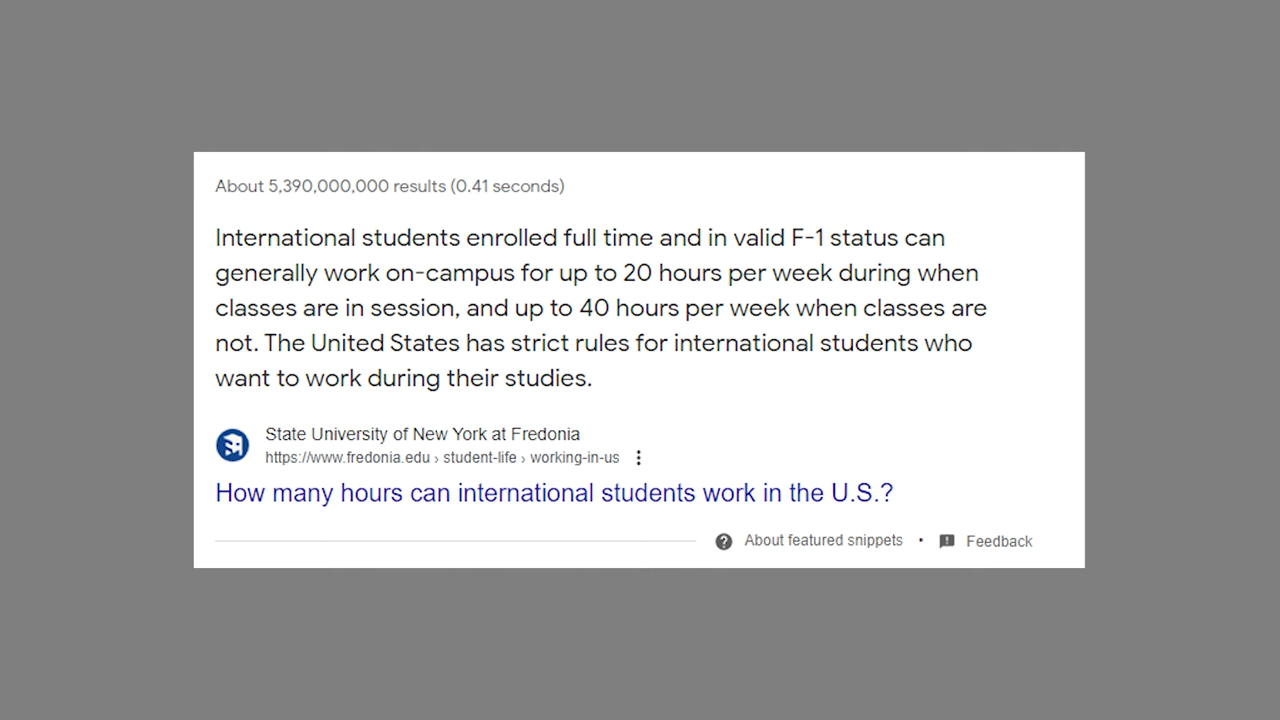 About 5,390,000,000 results (0.41 seconds)
International students enrolled full time and in valid F-1 status can
generally work on-campus for up to 20 hours per week during when
classes are in session, and up to 40 hours per week when classes are
not. The United States has strict rules for international students who
want to work during their studies.
State University of New York at Fredonia
https://www.fredonia.edu › student-life › working-in-us
How many hours can international students work in the U.S.?
About featured snippets • Feedback